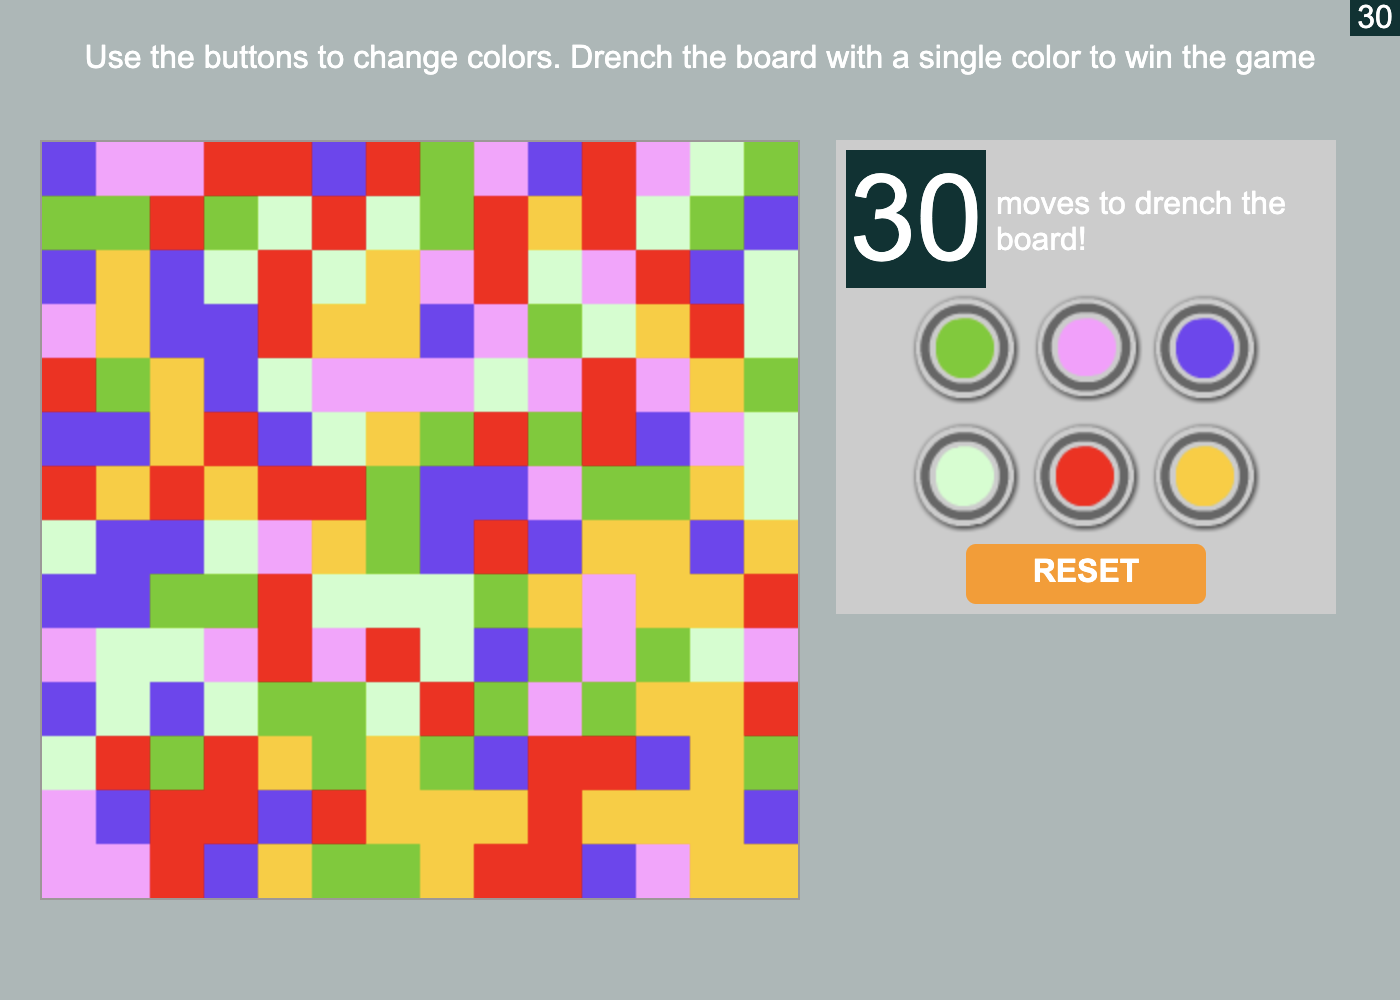 30
Use the buttons to change colors. Drench the board with a single color to win the game
30
moves to drench the
board!
RESET